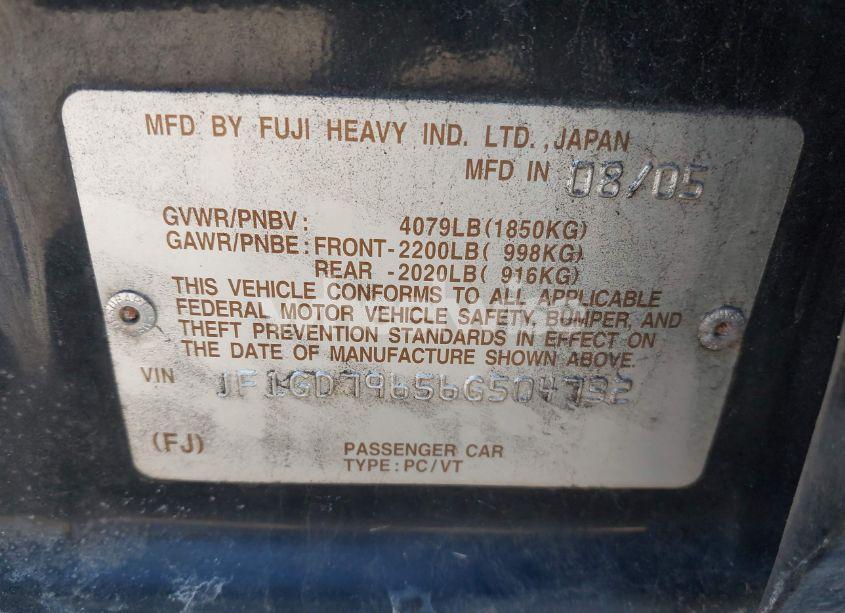 MFD BY FUJI HEAVY IND. LTD., JAPAN
MFD IN 08/05
GVWR/PNBV: 4079LB(1850KG)
GAWR/PNBE: FRONT-2200LB( 998KG)
REAR -2020LB( 916KG)
THIS VEHICLE CONFORMS TO ALL APPLICABLE
FEDERAL MOTOR VEHICLE SAFETY, BUMPER, AND
THEFT PREVENTION STANDARDS IN EFFECT ON
THE DATE OF MANUFACTURE SHOWN ABOVE.
VIN JF1GD79656G504732
(FJ) PASSENGER CAR
TYPE: PC/VT